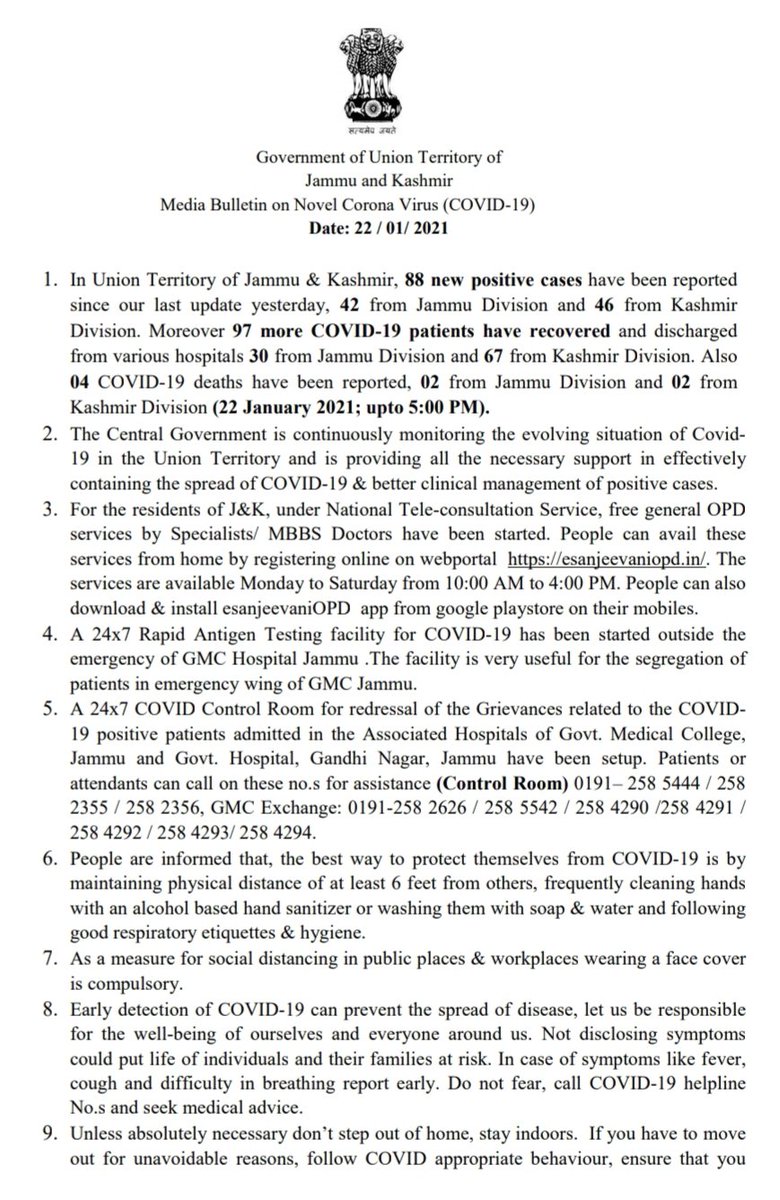 सत्यमेव जयते
Government of Union Territory of
Jammu and Kashmir
Media Bulletin on Novel Corona Virus (COVID-19)
Date: 22 / 01/ 2021
1. In Union Territory of Jammu & Kashmir, 88 new positive cases have been reported
since our last update yesterday, 42 from Jammu Division and 46 from Kashmir
Division. Moreover 97 more COVID-19 patients have recovered and discharged
from various hospitals 30 from Jammu Division and 67 from Kashmir Division. Also
04 COVID-19 deaths have been reported, 02 from Jammu Division and 02 from
Kashmir Division (22 January 2021; upto 5:00 PM).
2. The Central Government is continuously monitoring the evolving situation of Covid-
19 in the Union Territory and is providing all the necessary support in effectively
containing the spread of COVID-19 & better clinical management of positive cases.
3. For the residents of J&K, under National Tele-consultation Service, free general OPD
services by Specialists/ MBBS Doctors have been started. People can avail these
services from home by registering online on webportal https://esanjeevaniopd.in/. The
services are available Monday to Saturday from 10:00 AM to 4:00 PM. People can also
download & install esanjeevaniOPD app from google playstore on their mobiles.
4. A 24x7 Rapid Antigen Testing facility for COVID-19 has been started outside the
emergency of GMC Hospital Jammu .The facility is very useful for the segregation of
patients in emergency wing of GMC Jammu.
5. A 24x7 COVID Control Room for redressal of the Grievances related to the COVID-
19 positive patients admitted in the Associated Hospitals of Govt. Medical College,
Jammu and Govt. Hospital, Gandhi Nagar, Jammu have been setup. Patients or
attendants can call on these no.s for assistance (Control Room) 0191– 258 5444 / 258
2355 / 258 2356, GMC Exchange: 0191-258 2626 / 258 5542 / 258 4290 /258 4291 /
258 4292 / 258 4293/ 258 4294.
6. People are informed that, the best way to protect themselves from COVID-19 is by
maintaining physical distance of at least 6 feet from others, frequently cleaning hands
with an alcohol based hand sanitizer or washing them with soap & water and following
good respiratory etiquettes & hygiene.
7. As a measure for social distancing in public places & workplaces wearing a face cover
is compulsory.
8. Early detection of COVID-19 can prevent the spread of disease, let us be responsible
for the well-being of ourselves and everyone around us. Not disclosing symptoms
could put life of individuals and their families at risk. In case of symptoms like fever,
cough and difficulty in breathing report early. Do not fear, call COVID-19 helpline
No.s and seek medical advice.
9. Unless absolutely necessary don’t step out of home, stay indoors. If you have to move
out for unavoidable reasons, follow COVID appropriate behaviour, ensure that you